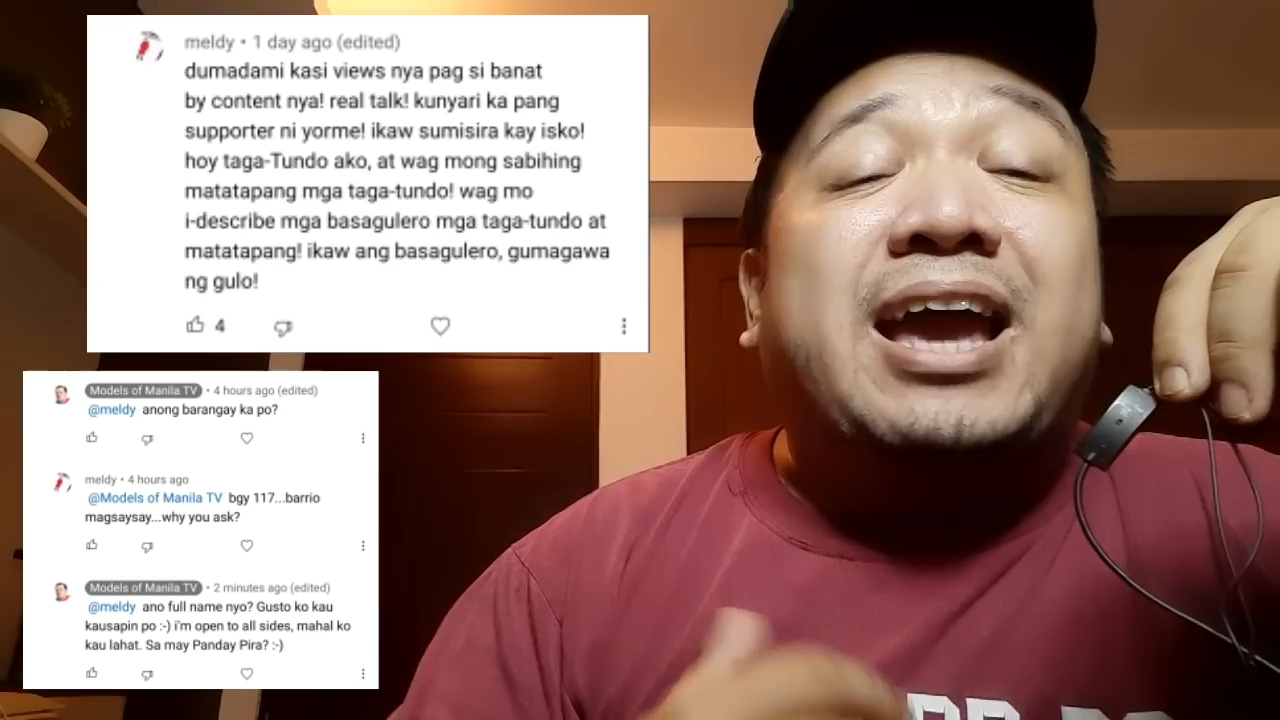 meldy • 1 day ago (edited)
dumadami kasi views nya pag si banat
by content nya! real talk! kunyari ka pang
supporter ni yorme! ikaw sumisira kay isko!
hoy taga-Tundo ako, at wag mong sabihing
matatapang mga taga-tundo! wag mo
i-describe mga basagulero mga taga-tundo at
matatapang! ikaw ang basagulero, gumagawa
ng gulo!
4
Models of Manila TV • 4 hours ago (edited)
@meldy anong barangay ka po?
meldy • 4 hours ago
@Models of Manila TV bgy 117...barrio
magsaysay...why you ask?
Models of Manila TV • 2 minutes ago (edited)
@meldy ano full name nyo? Gusto ko kau
kausapin po :-) i'm open to all sides, mahal ko
kau lahat. Sa may Panday Pira? :-)